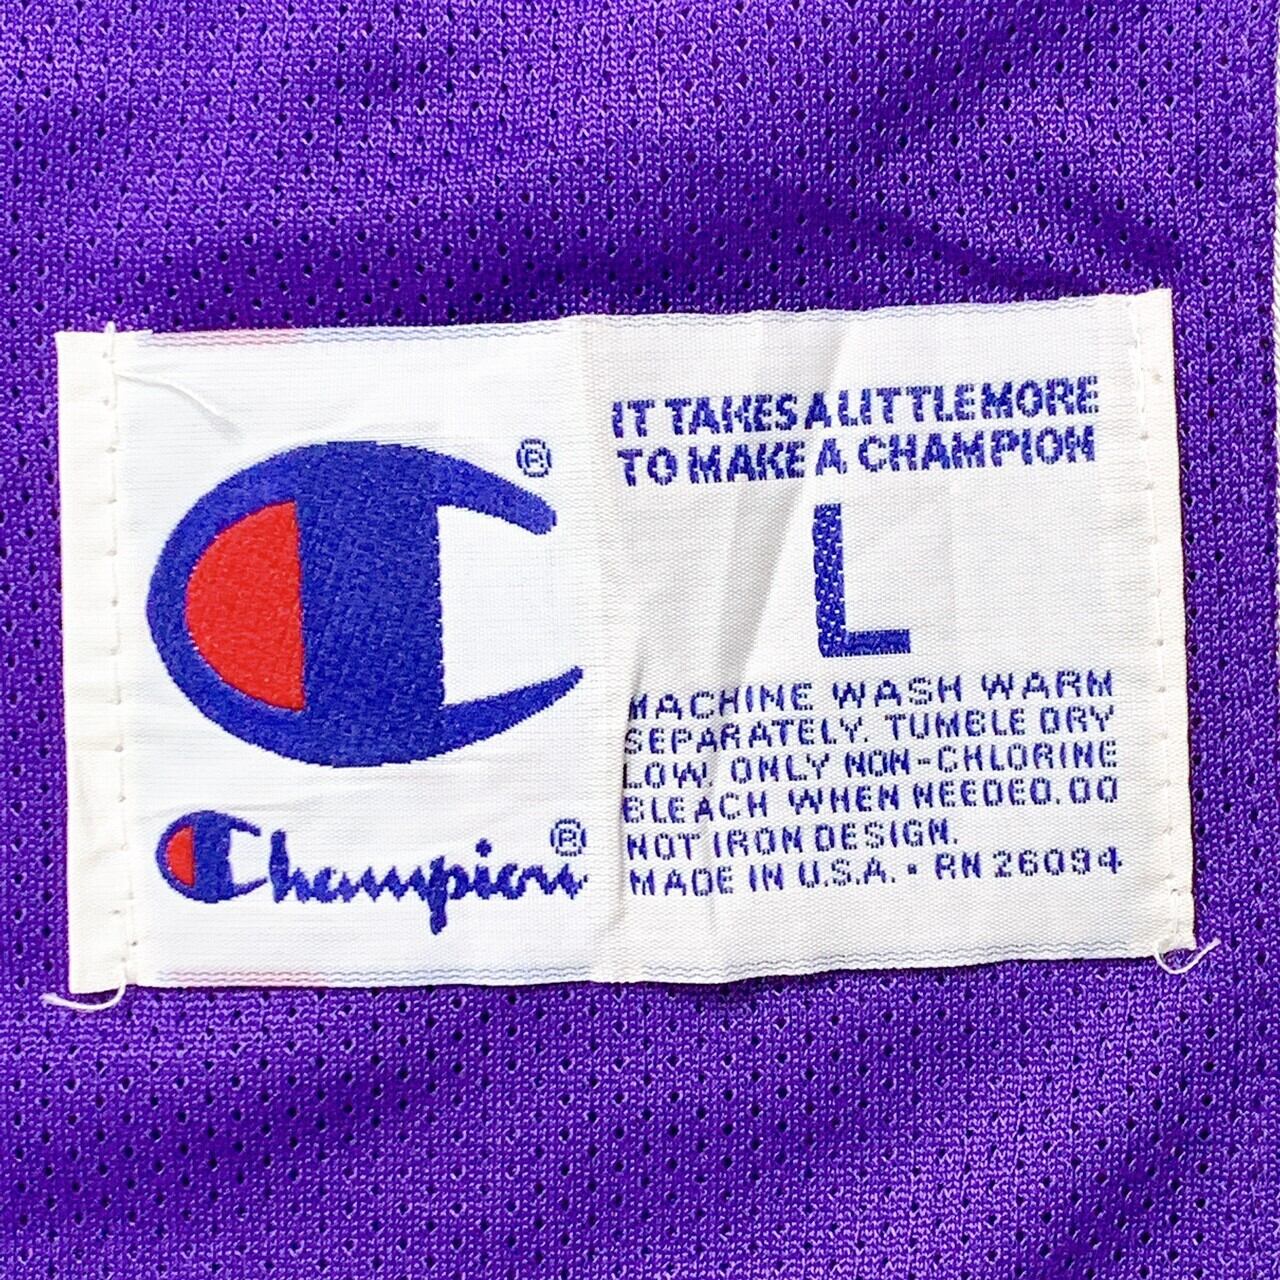 ®
Champion®
IT TAKES A LITTLE MORE
TO MAKE A CHAMPION
L
MACHINE WASH WARM
SEPARATELY. TUMBLE DRY
LOW. ONLY NON-CHLORINE
BLEACH WHEN NEEDED. DO
NOT IRON DESIGN.
MADE IN U.S.A. • RN 26094